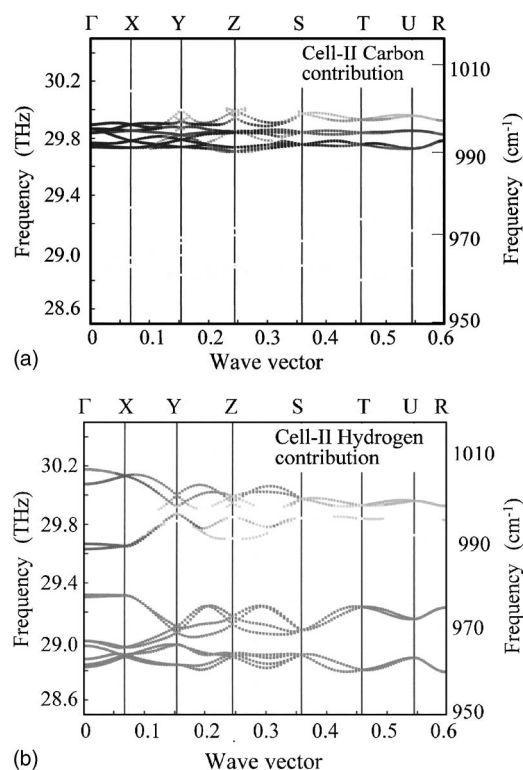 Γ X Y Z S T U R
Cell-II Carbon
contribution
30.2
29.8
29.4
29.0
28.6
Frequency (THz)
1010
990
970
950
Frequency (cm⁻¹)
0 0.1 0.2 0.3 0.4 0.5 0.6
(a) Wave vector
Γ X Y Z S T U R
Cell-II Hydrogen
contribution
30.2
29.8
29.4
29.0
28.6
Frequency (THz)
1010
990
970
950
Frequency (cm⁻¹)
0 0.1 0.2 0.3 0.4 0.5 0.6
(b) Wave vector